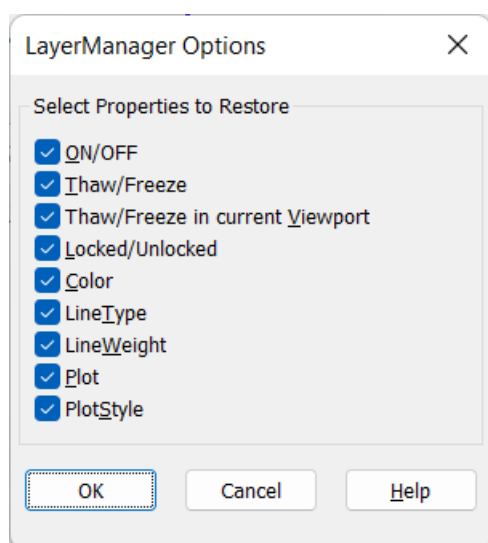 LayerManager Options
Select Properties to Restore
ON/OFF
Thaw/Freeze
Thaw/Freeze in current Viewport
Locked/Unlocked
Color
LineType
LineWeight
Plot
PlotStyle
OK Cancel Help